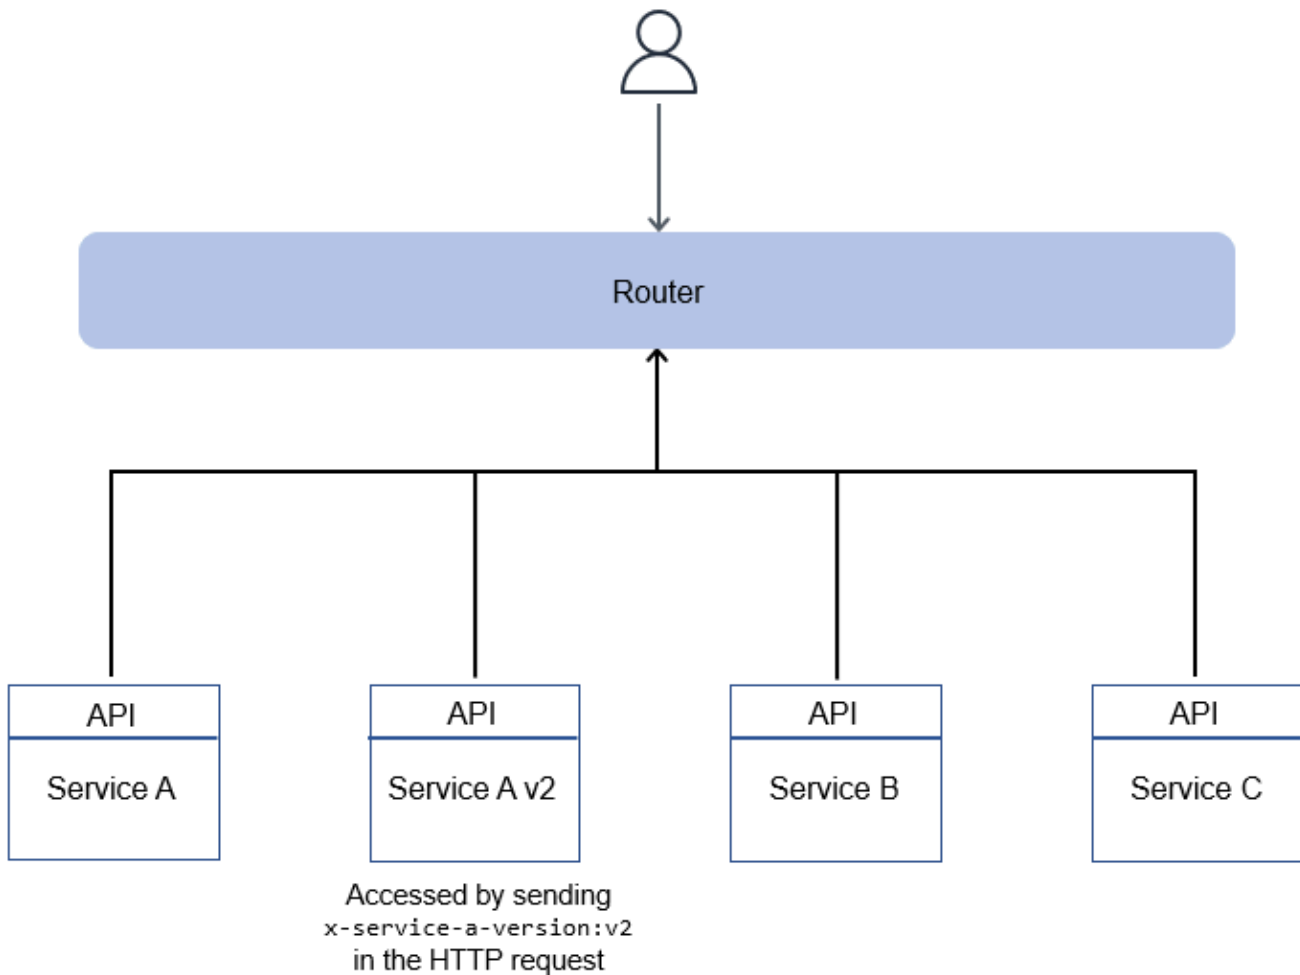 Router
API
Service A
API
Service A v2
Accessed by sending
x-service-a-version:v2
in the HTTP request
API
Service B
API
Service C